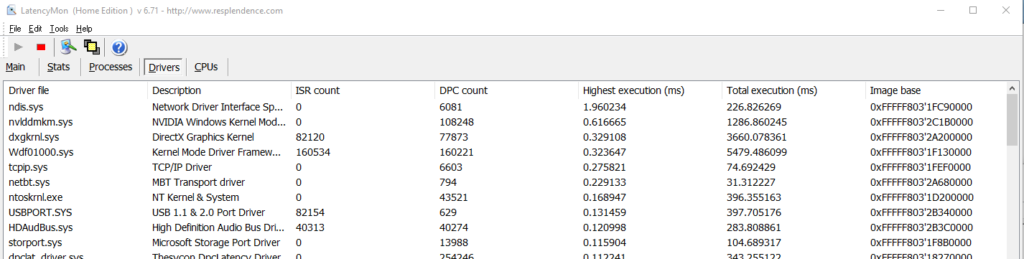 LatencyMon (Home Edition) v 6.71 - http://www.resplendence.com
File Edit Tools Help
Main Stats Processes Drivers CPUs
Driver file Description ISR count DPC count Highest execution (ms) Total execution (ms) Image base
ndis.sys Network Driver Interface Sp... 0 6081 1.960234 226.826269 0xFFFFF803'1FC90000
nvlddmkm.sys NVIDIA Windows Kernel Mod... 0 108248 0.616665 1286.860245 0xFFFFF803'2C1B0000
dxgkrnl.sys DirectX Graphics Kernel 82120 77873 0.329108 3660.078361 0xFFFFF803'2A200000
Wdf01000.sys Kernel Mode Driver Framew... 160534 160221 0.323647 5479.486099 0xFFFFF803'1F130000
tcpip.sys TCP/IP Driver 0 6603 0.275821 74.692429 0xFFFFF803'1FEF0000
netbt.sys MBT Transport driver 0 794 0.229133 31.312227 0xFFFFF803'2A680000
ntoskrnl.exe NT Kernel & System 0 43521 0.168947 396.355163 0xFFFFF803'1D200000
USBPORT.SYS USB 1.1 & 2.0 Port Driver 82154 629 0.131459 397.705176 0xFFFFF803'2B340000
HDAudBus.sys High Definition Audio Bus Dri... 40313 40274 0.120998 283.808861 0xFFFFF803'2B3C0000
storport.sys Microsoft Storage Port Driver 0 13988 0.115904 104.689317 0xFFFFF803'1F8B0000
dpclat_driver.sys Thesycon DpcLatency Driver 0 254246 0.112241 343.255122 0xFFFFF803'18270000